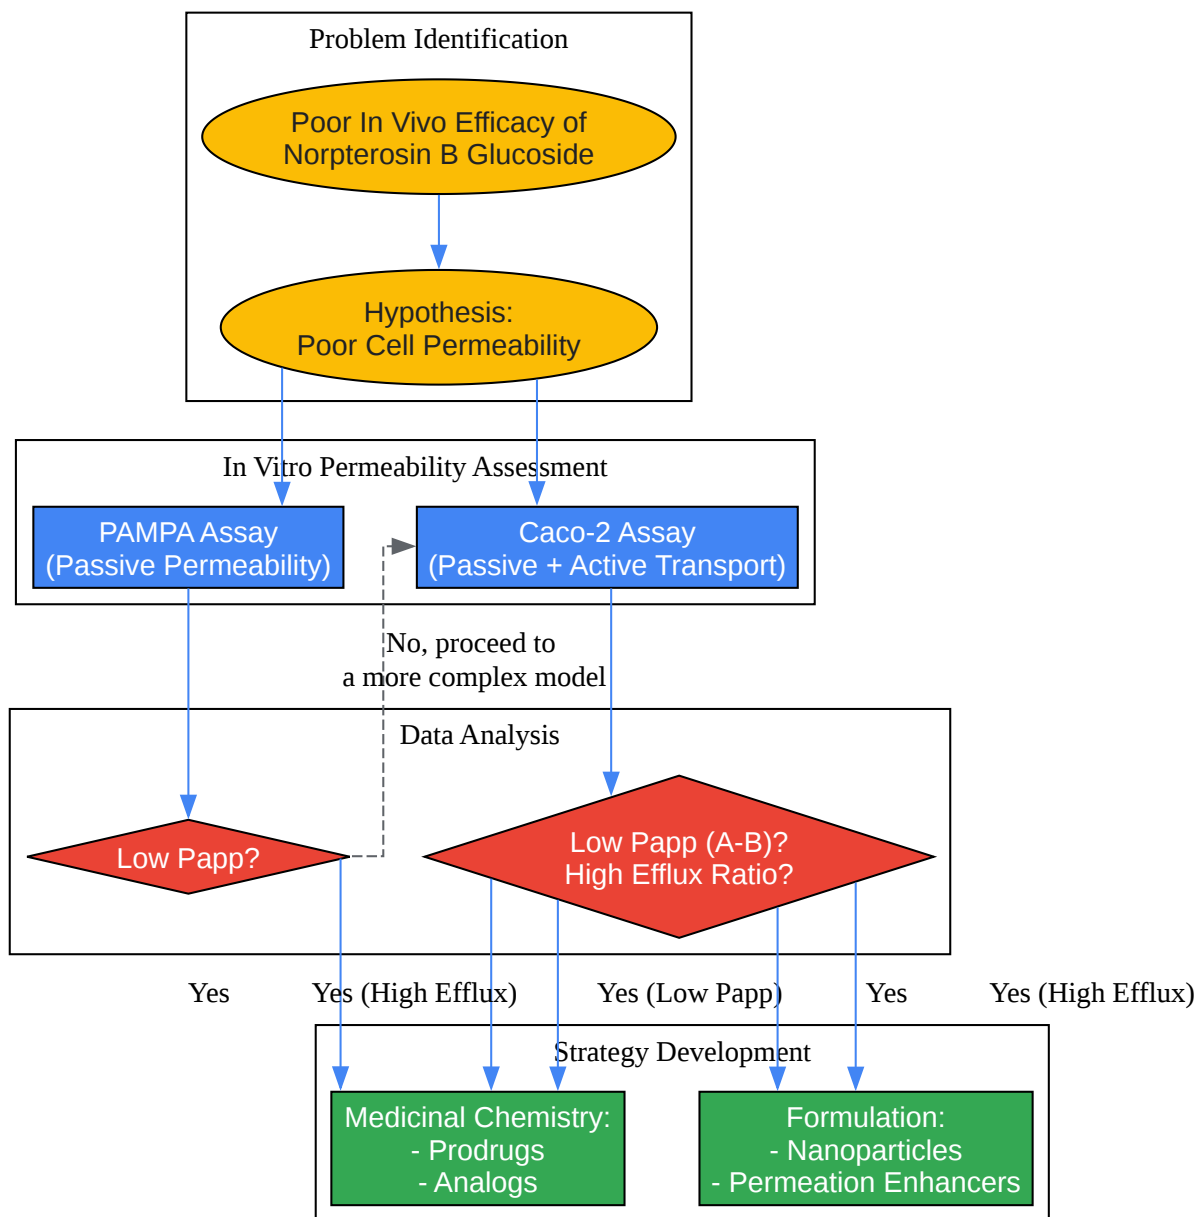 Problem Identification
Poor In Vivo Efficacy of
Norpterosin B Glucoside
Hypothesis:
Poor Cell Permeability
In Vitro Permeability Assessment
PAMPA Assay
(Passive Permeability)
Caco-2 Assay
(Passive + Active Transport)
No, proceed to
a more complex model
Data Analysis
Low Papp?
Low Papp (A-B)?
High Efflux Ratio?
Yes
Yes (High Efflux)
Yes (Low Papp)
Yes
Yes (High Efflux)
Strategy Development
Medicinal Chemistry:
- Prodrugs
- Analogs
Formulation:
- Nanoparticles
- Permeation Enhancers